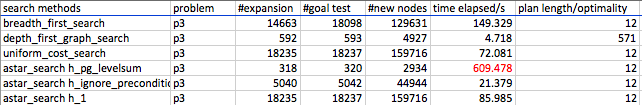 search methods problem #expansion #goal test #new nodes time elapsed/s plan length/optimality
breadth_first_search p3 14663 18098 129631 149.329 12
depth_first_graph_search p3 592 593 4927 4.718 571
uniform_cost_search p3 18235 18237 159716 72.081 12
astar_search h_pg_levelsum p3 318 320 2934 609.478 12
astar_search h_ignore_preconditic p3 5040 5042 44944 21.379 12
astar_search h_1 p3 18235 18237 159716 85.985 12